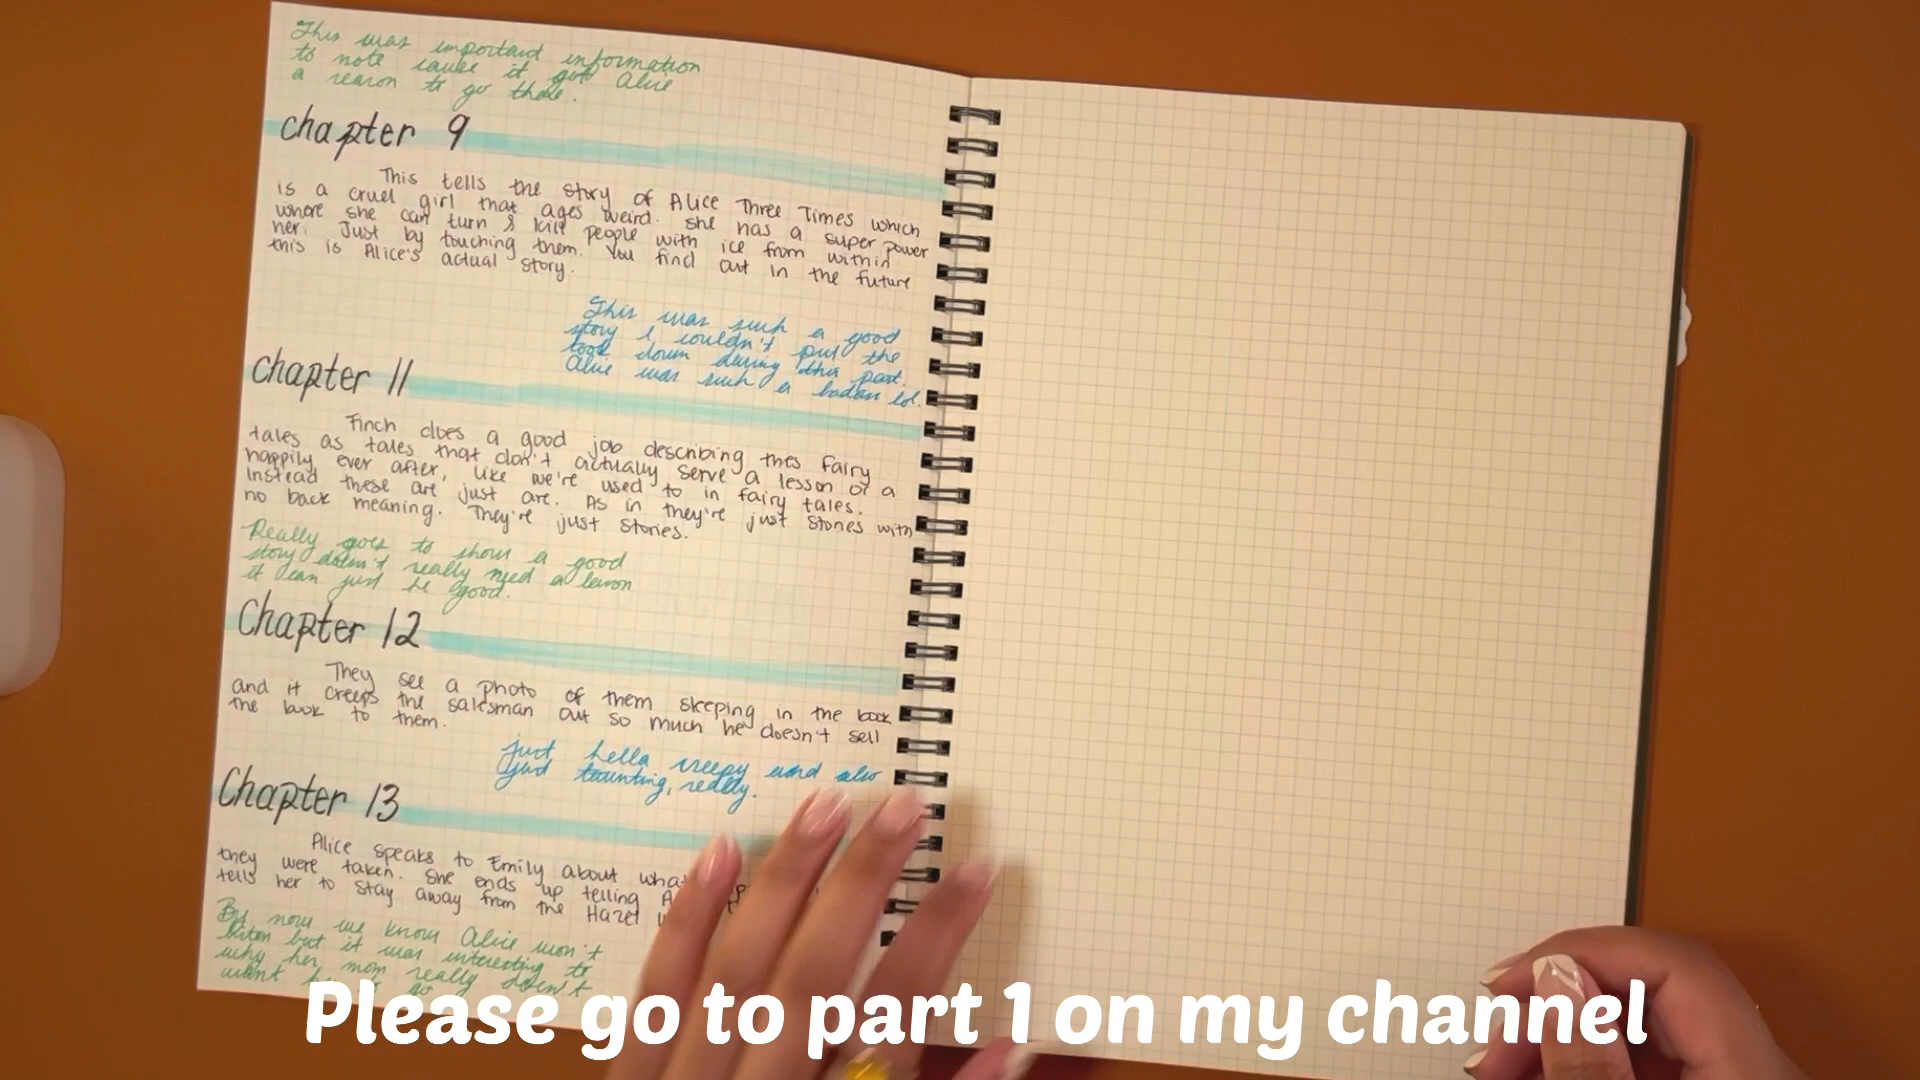 This was important information
to note cause it got Alice
a reason to go there.
chapter 9
This tells the story of Alice Three Times which
is a cruel girl that ages weird. She has a super power
where she can turn & kill people with ice from within
her. Just by touching them. You find out in the future
this is Alice's actual story.
This was such a good
story I couldn't put the
book down during this part.
Alice was such a badass lol.
chapter 11
Finch does a good job describing thes fairy
tales as tales that don't actually serve a lesson or a
happily ever after, like we're used to in fairy tales.
Instead these are just are. As in they're just stories with
no back meaning. They're just stories.
Really goes to show a good
story doesn't really need a lesson
it can just be good.
Chapter 12
They see a photo of them sleeping in the book
and it creeps the salesman out so much he doesn't sell
the book to them.
just hella creepy and also
just taunting, really.
Chapter 13
Alice speaks to Emily about
they were taken. She ends up telling
tells her to stay away from the Hazel
By now we know Alice won't
listen but it was interesting to
why her mom really doesn't
want
Please go to part 1 on my channel